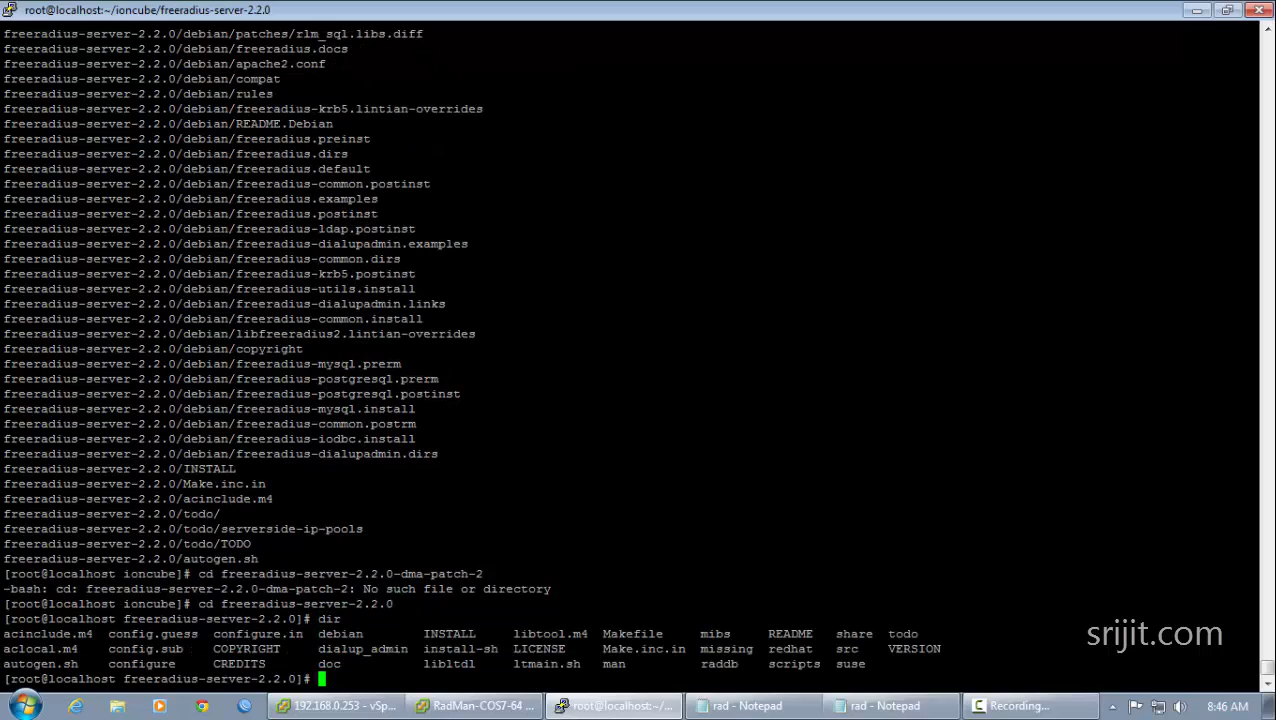 root@localhost:~/ioncube/freeradius-server-2.2.0
freeradius-server-2.2.0/debian/patches/rlm_sql.libs.diff
freeradius-server-2.2.0/debian/freeradius.docs
freeradius-server-2.2.0/debian/apache2.conf
freeradius-server-2.2.0/debian/compat
freeradius-server-2.2.0/debian/rules
freeradius-server-2.2.0/debian/freeradius-krb5.lintian-overrides
freeradius-server-2.2.0/debian/README.Debian
freeradius-server-2.2.0/debian/freeradius.preinst
freeradius-server-2.2.0/debian/freeradius.dirs
freeradius-server-2.2.0/debian/freeradius.default
freeradius-server-2.2.0/debian/freeradius-common.postinst
freeradius-server-2.2.0/debian/freeradius.examples
freeradius-server-2.2.0/debian/freeradius.postinst
freeradius-server-2.2.0/debian/freeradius-ldap.postinst
freeradius-server-2.2.0/debian/freeradius-dialupadmin.examples
freeradius-server-2.2.0/debian/freeradius-common.dirs
freeradius-server-2.2.0/debian/freeradius-krb5.postinst
freeradius-server-2.2.0/debian/freeradius-utils.install
freeradius-server-2.2.0/debian/freeradius-dialupadmin.links
freeradius-server-2.2.0/debian/freeradius-common.install
freeradius-server-2.2.0/debian/libfreeradius2.lintian-overrides
freeradius-server-2.2.0/debian/copyright
freeradius-server-2.2.0/debian/freeradius-mysql.prerm
freeradius-server-2.2.0/debian/freeradius-postgresql.prerm
freeradius-server-2.2.0/debian/freeradius-postgresql.postinst
freeradius-server-2.2.0/debian/freeradius-mysql.install
freeradius-server-2.2.0/debian/freeradius-common.postrm
freeradius-server-2.2.0/debian/freeradius-iodbc.install
freeradius-server-2.2.0/debian/freeradius-dialupadmin.dirs
freeradius-server-2.2.0/INSTALL
freeradius-server-2.2.0/Make.inc.in
freeradius-server-2.2.0/acinclude.m4
freeradius-server-2.2.0/todo/
freeradius-server-2.2.0/todo/serverside-ip-pools
freeradius-server-2.2.0/todo/TODO
freeradius-server-2.2.0/autogen.sh
[root@localhost ioncube]# cd freeradius-server-2.2.0-dma-patch-2
-bash: cd: freeradius-server-2.2.0-dma-patch-2: No such file or directory
[root@localhost ioncube]# cd freeradius-server-2.2.0
[root@localhost freeradius-server-2.2.0]# dir
acinclude.m4 config.guess configure.in debian INSTALL libtool.m4 Makefile mibs README share todo
aclocal.m4 config.sub COPYRIGHT dialup_admin install-sh LICENSE Make.inc.in missing redhat src VERSION
autogen.sh configure CREDITS doc libltdl ltmain.sh man raddb scripts suse
[root@localhost freeradius-server-2.2.0]#
srijit.com
192.168.0.253 - vSp... RadMan-COS7-64 ... root@localhost:~/... rad - Notepad rad - Notepad Recording... 8:46 AM